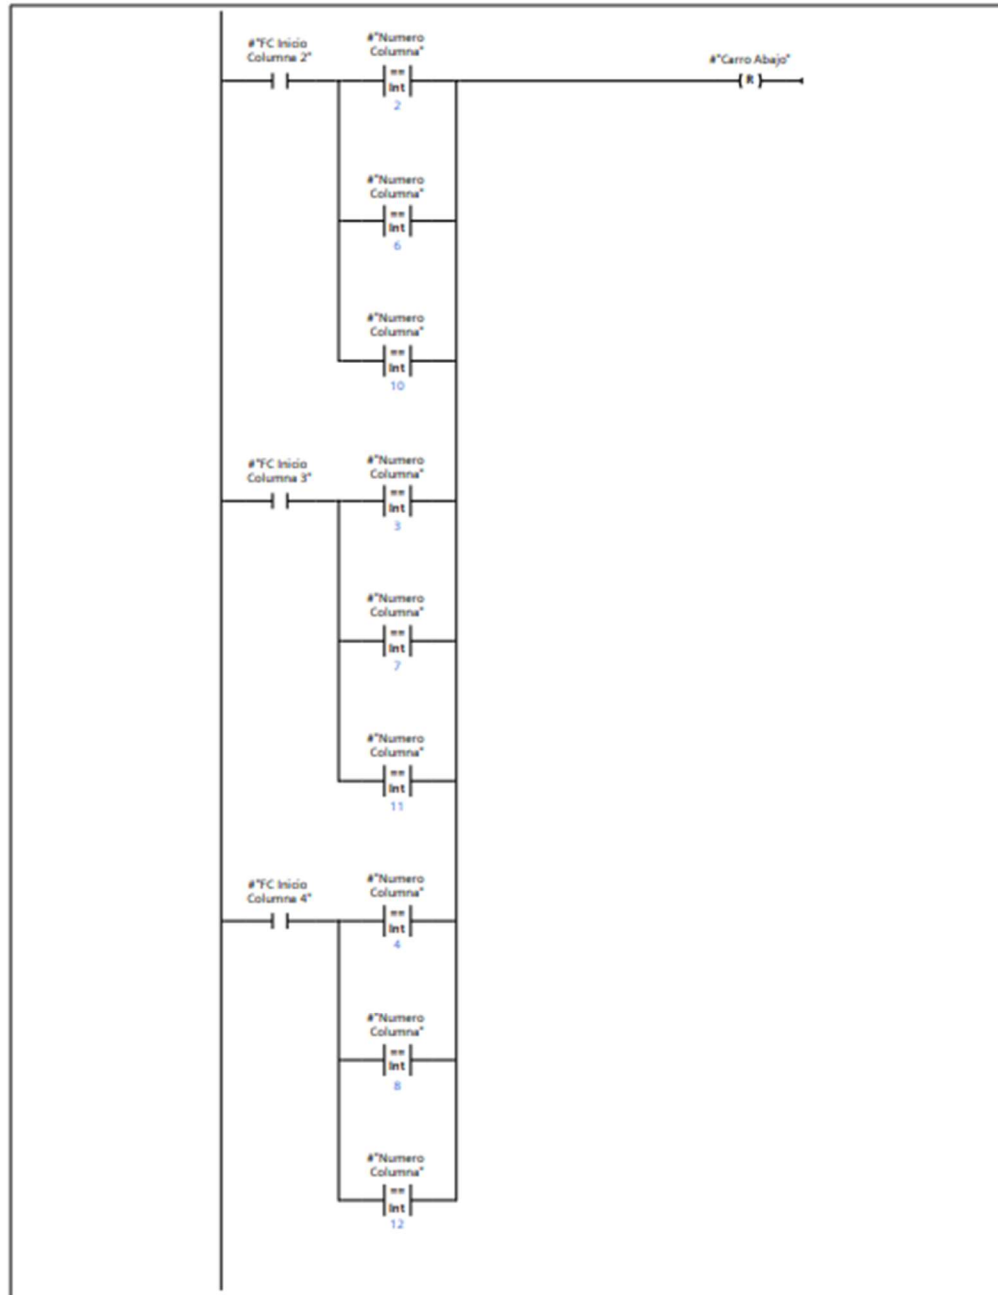 #"FC Inicio
Columna 2"
#"Numero
Columna"
==
Int
2
#"Carro Abajo"
R
#"Numero
Columna"
==
Int
6
#"Numero
Columna"
==
Int
10
#"FC Inicio
Columna 3"
#"Numero
Columna"
==
Int
3
#"Numero
Columna"
==
Int
7
#"Numero
Columna"
==
Int
11
#"FC Inicio
Columna 4"
#"Numero
Columna"
==
Int
4
#"Numero
Columna"
==
Int
8
#"Numero
Columna"
==
Int
12